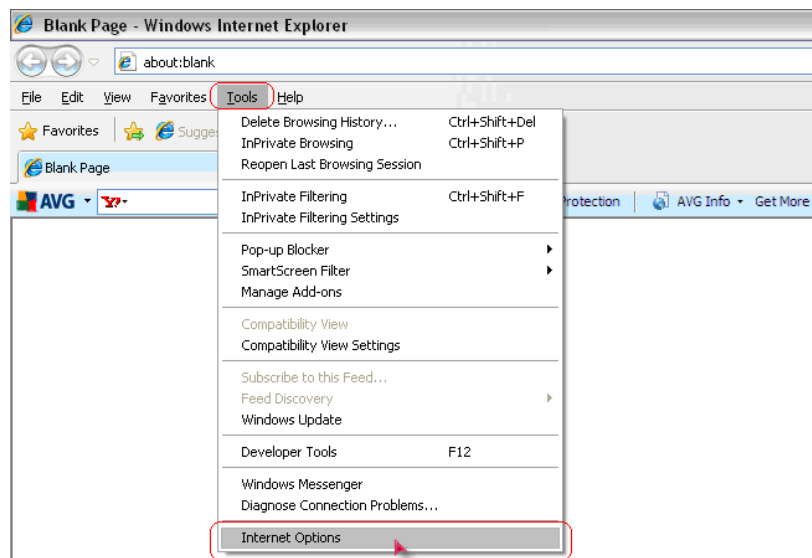 Blank Page - Windows Internet Explorer
about:blank
File Edit View Favorites Tools Help
Favorites
Blank Page
AVG Y! rotection AVG Info Get More
Delete Browsing History... Ctrl+Shift+Del
InPrivate Browsing Ctrl+Shift+P
Reopen Last Browsing Session
InPrivate Filtering Ctrl+Shift+F
InPrivate Filtering Settings
Pop-up Blocker
SmartScreen Filter
Manage Add-ons
Compatibility View
Compatibility View Settings
Subscribe to this Feed...
Feed Discovery
Windows Update
Developer Tools F12
Windows Messenger
Diagnose Connection Problems...
Internet Options